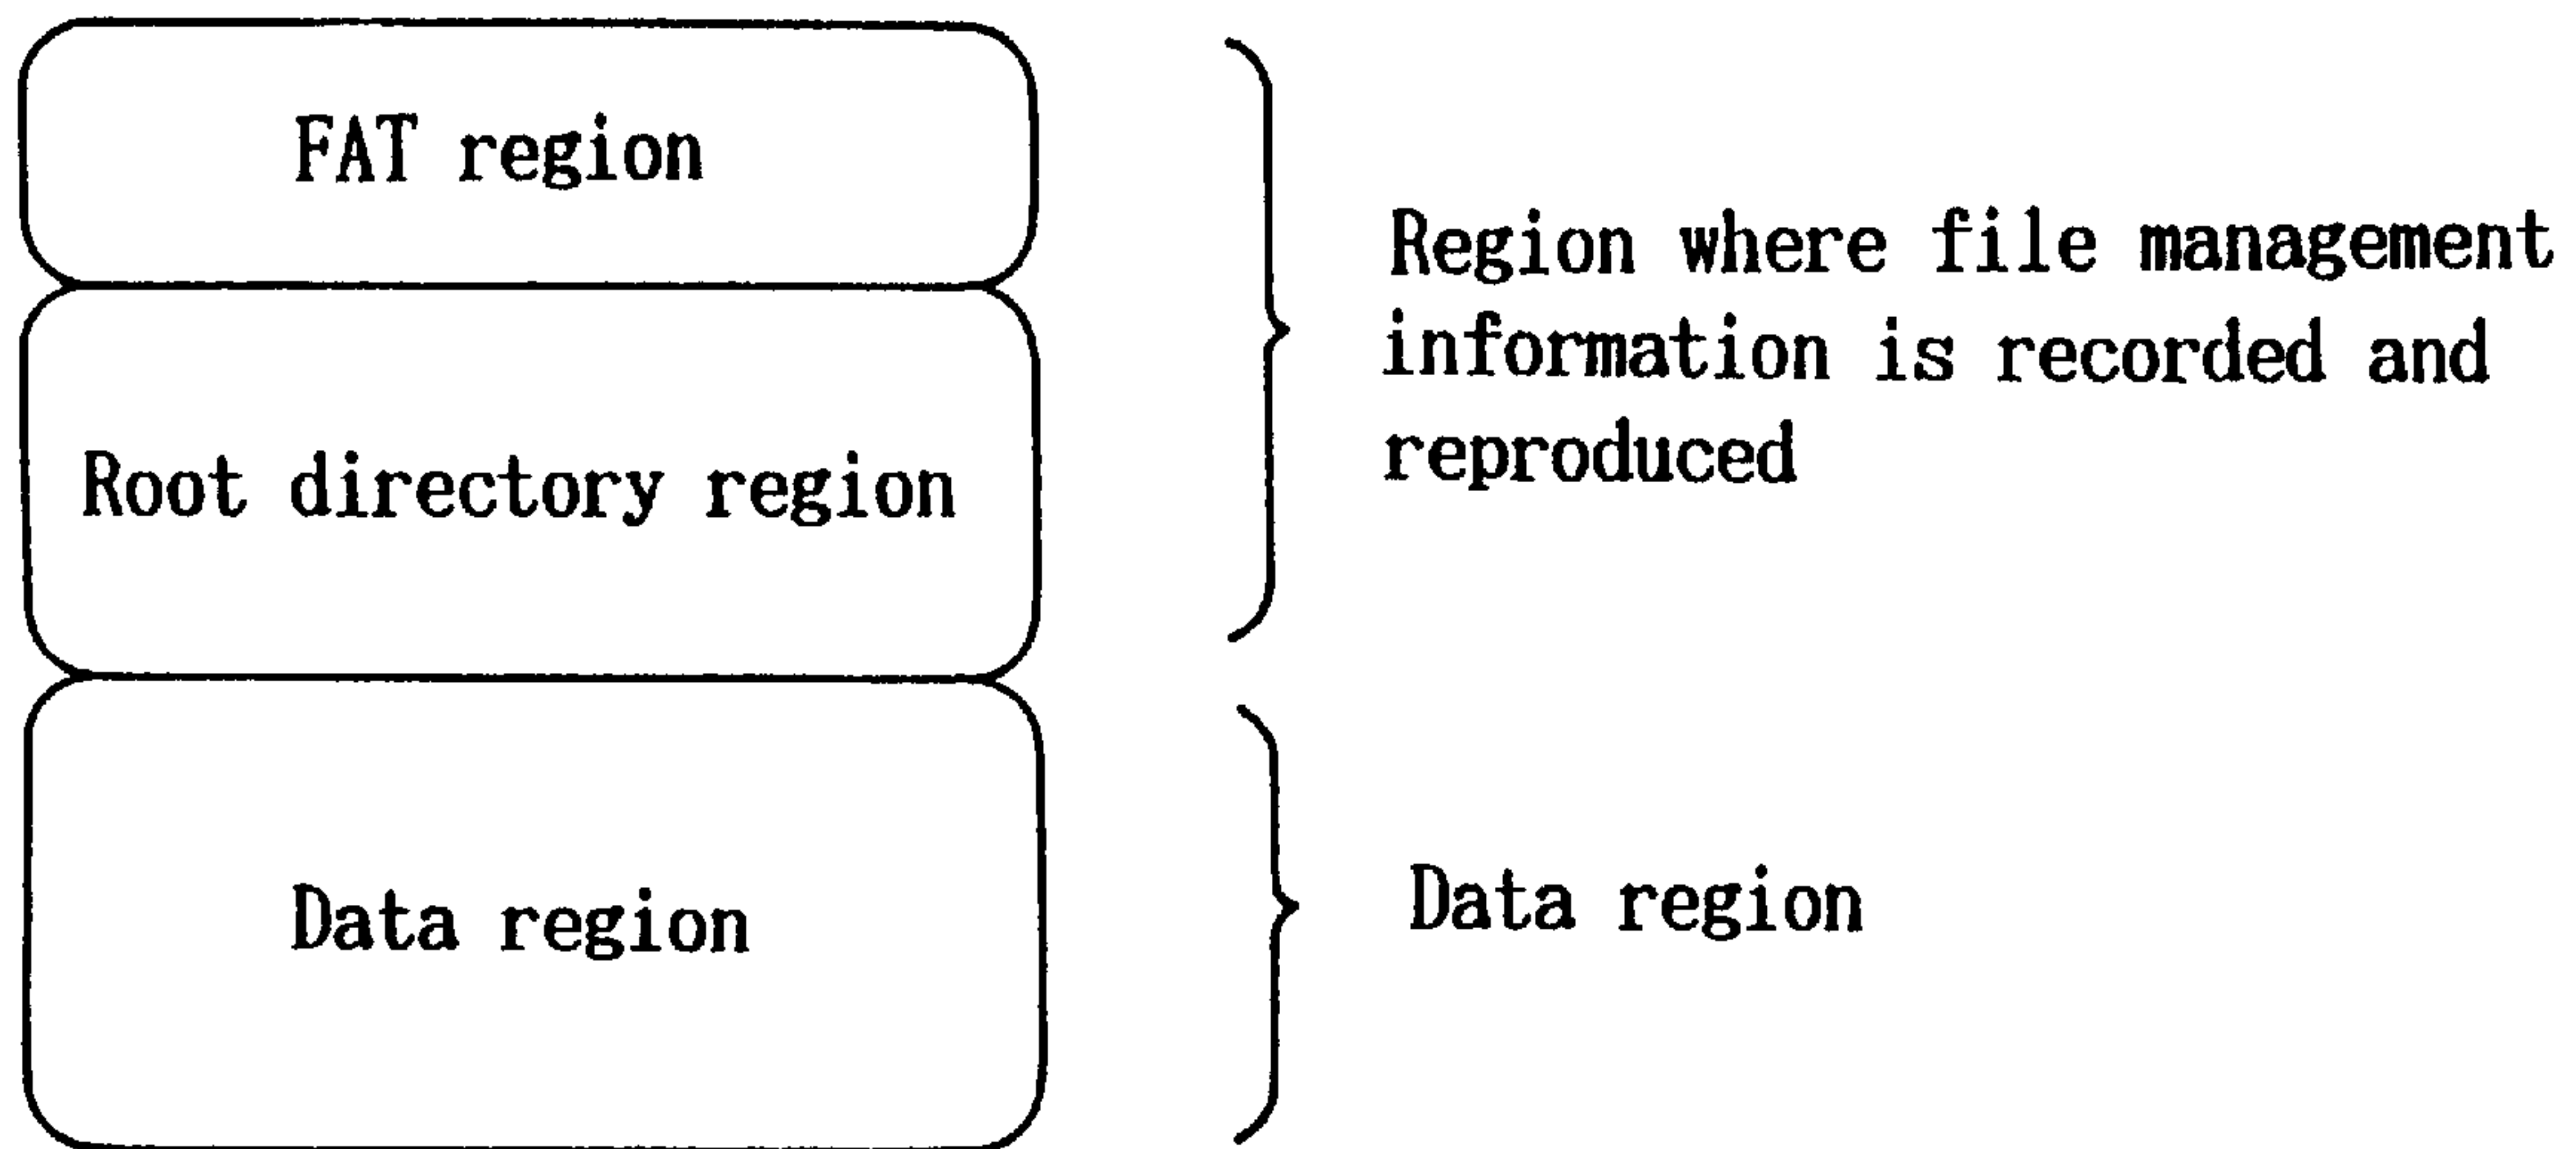 FAT region
Root directory region
Data region
Region where file management
information is recorded and
reproduced
Data region